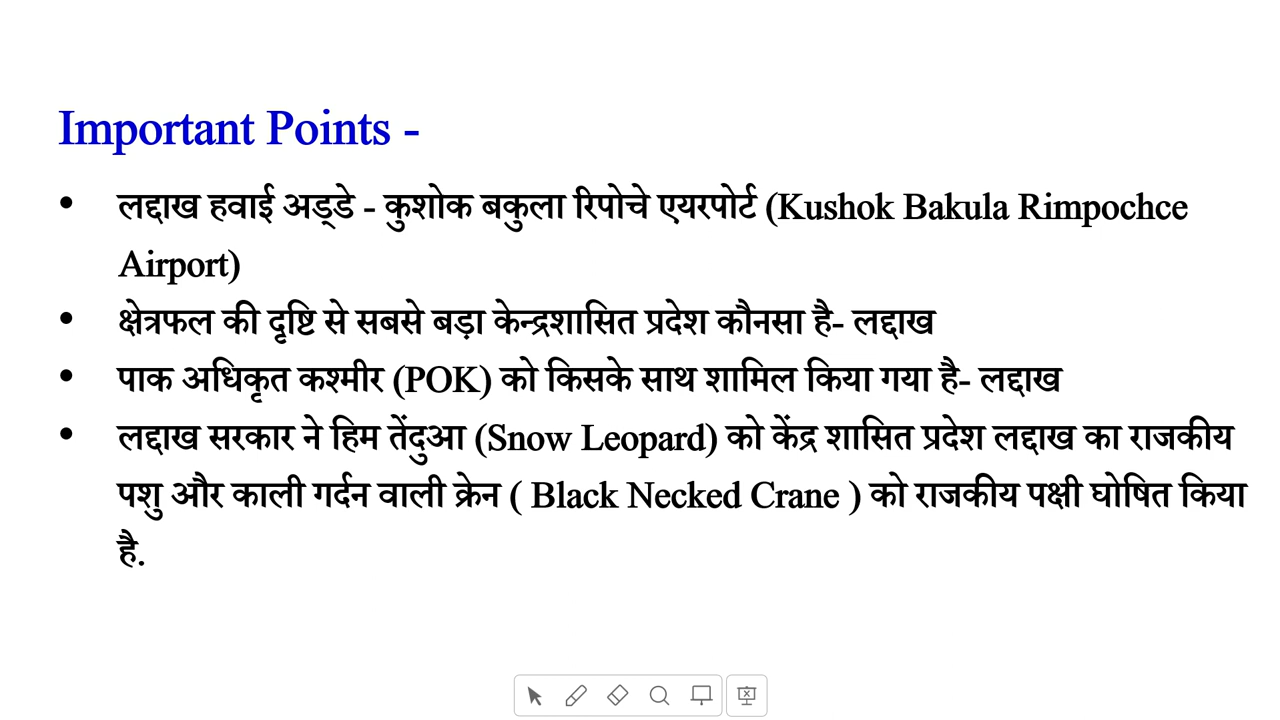 Important Points -
• लद्दाख हवाई अड्डे - कुशोक बकुला रिपोचे एयरपोर्ट (Kushok Bakula Rimpochce
Airport)
• क्षेत्रफल की दृष्टि से सबसे बड़ा केन्द्रशासित प्रदेश कौनसा है- लद्दाख
• पाक अधिकृत कश्मीर (POK) को किसके साथ शामिल किया गया है- लद्दाख
• लद्दाख सरकार ने हिम तेंदुआ (Snow Leopard) को केंद्र शासित प्रदेश लद्दाख का राजकीय
पशु और काली गर्दन वाली क्रेन ( Black Necked Crane ) को राजकीय पक्षी घोषित किया
है.